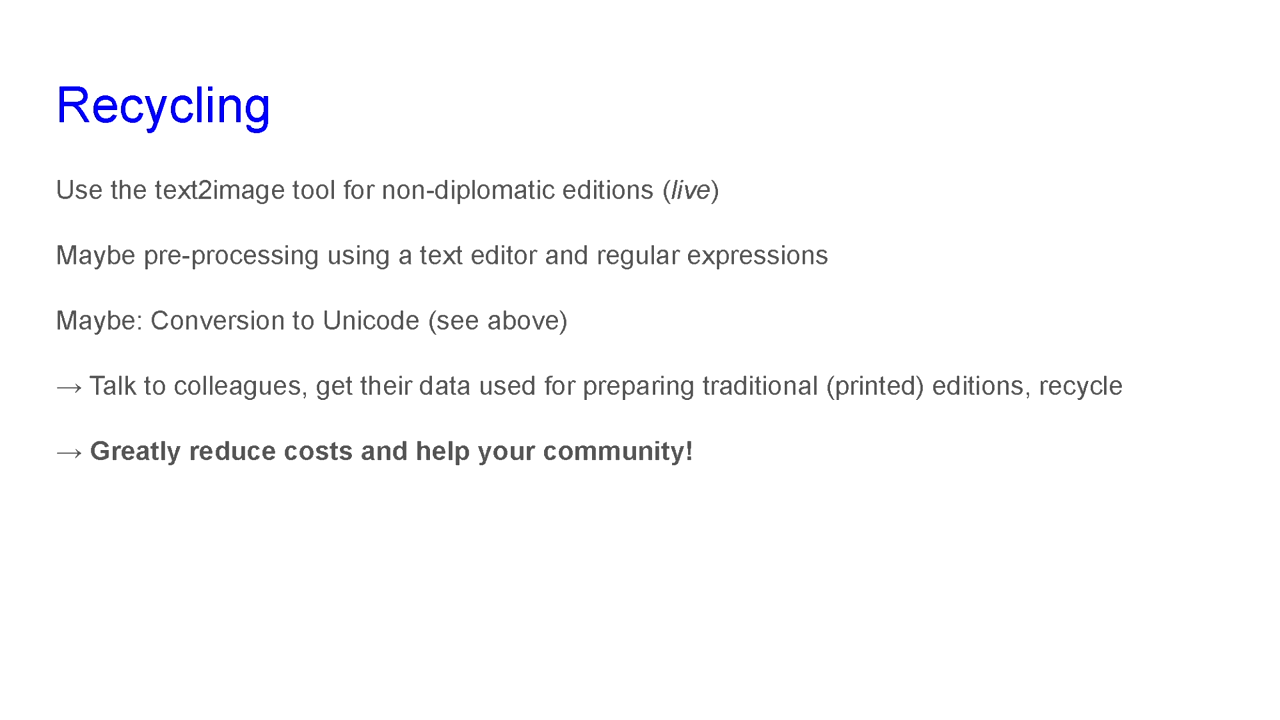 Recycling
Use the text2image tool for non-diplomatic editions (live)
Maybe pre-processing using a text editor and regular expressions
Maybe: Conversion to Unicode (see above)
→ Talk to colleagues, get their data used for preparing traditional (printed) editions, recycle
→ Greatly reduce costs and help your community!